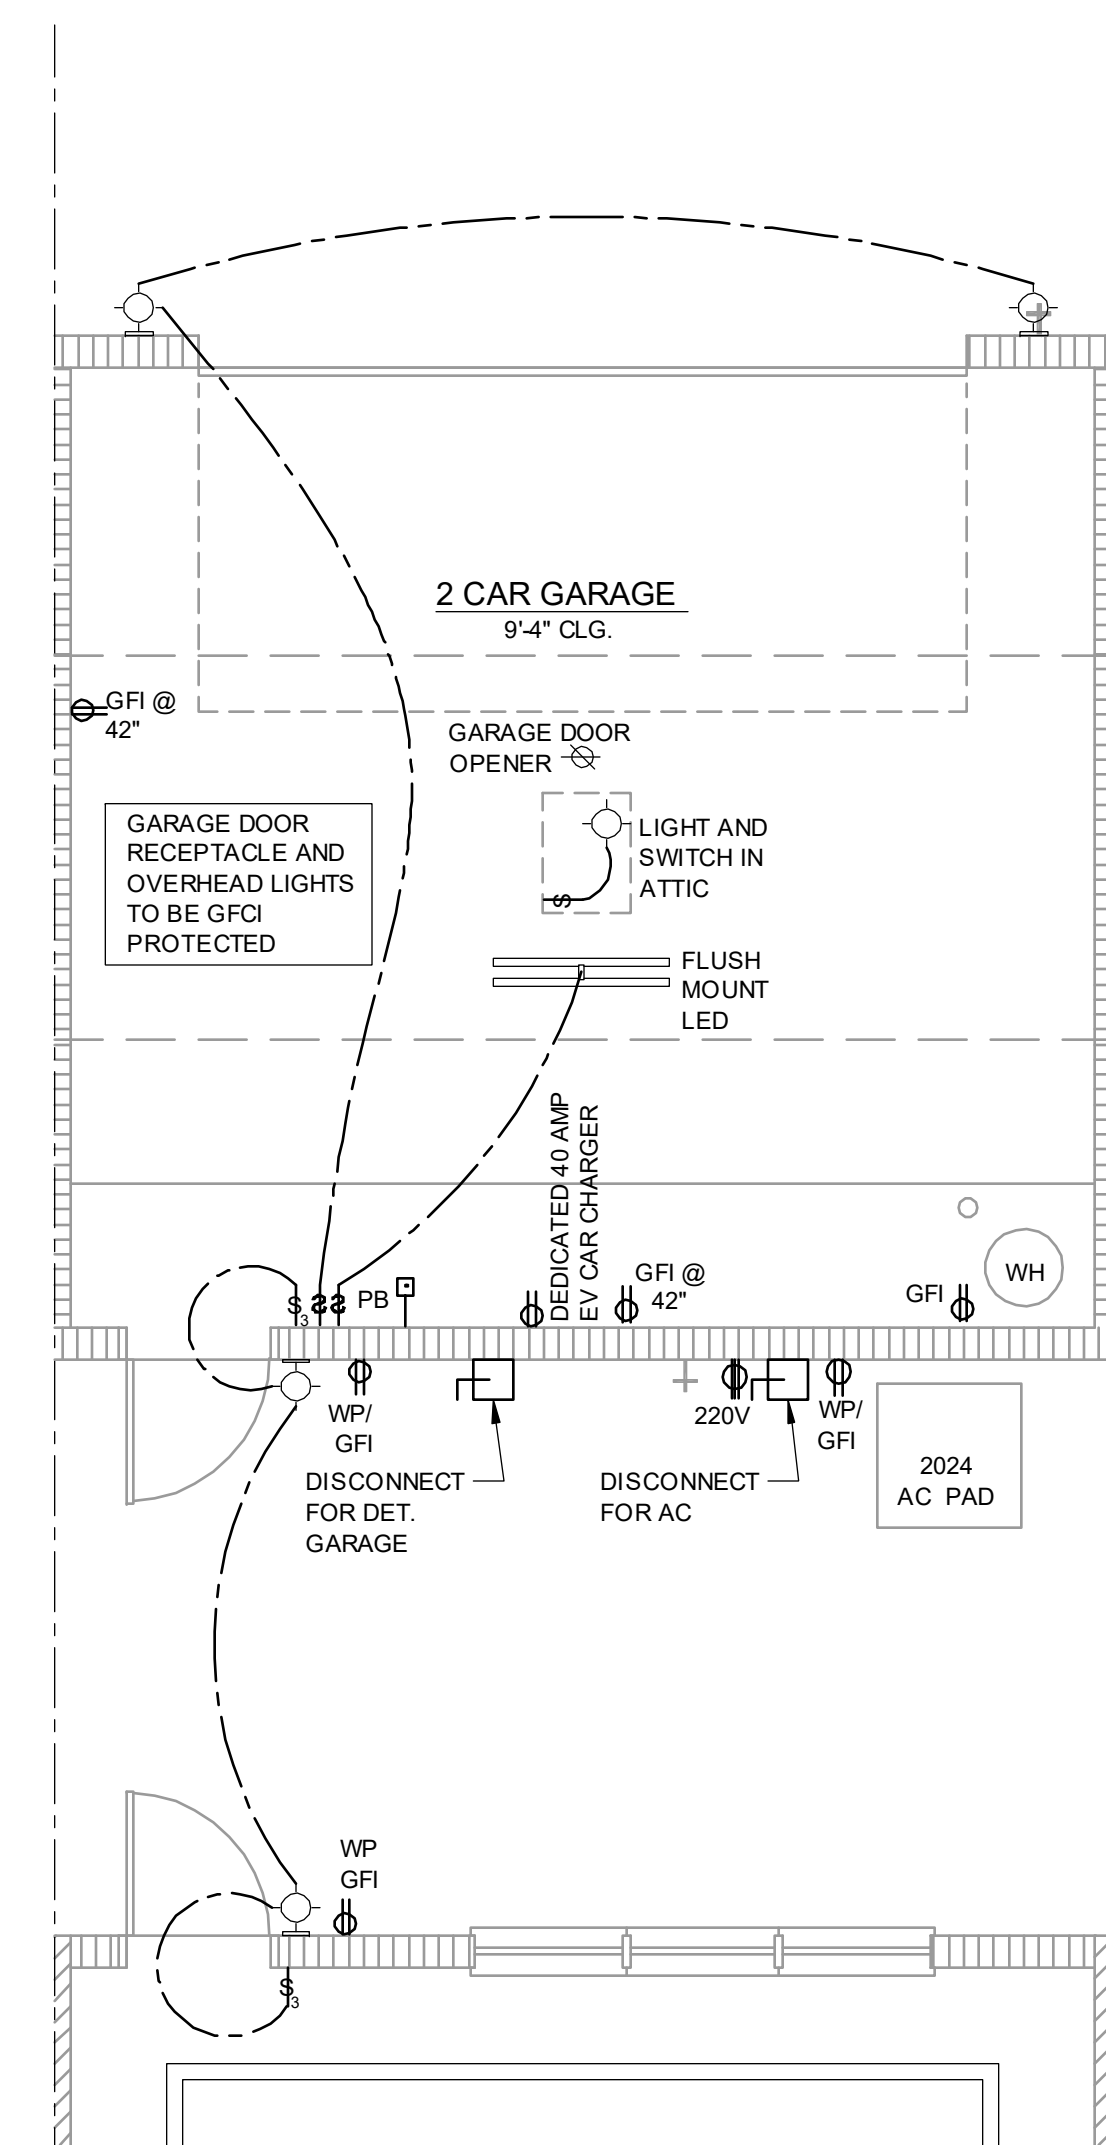 2 CAR GARAGE
9'-4" CLG.
GFI @
42"
GARAGE DOOR
OPENER
GARAGE DOOR
RECEPTACLE AND
OVERHEAD LIGHTS
TO BE GFCI
PROTECTED
LIGHT AND
SWITCH IN
ATTIC
S
FLUSH
MOUNT
LED
DEDICATED 40 AMP
EV CAR CHARGER
GFI @
42"
GFI
WH
S3
S S
PB
WP/
GFI
220V
WP/
GFI
DISCONNECT
FOR DET.
GARAGE
DISCONNECT
FOR AC
2024
AC PAD
WP
GFI
S3